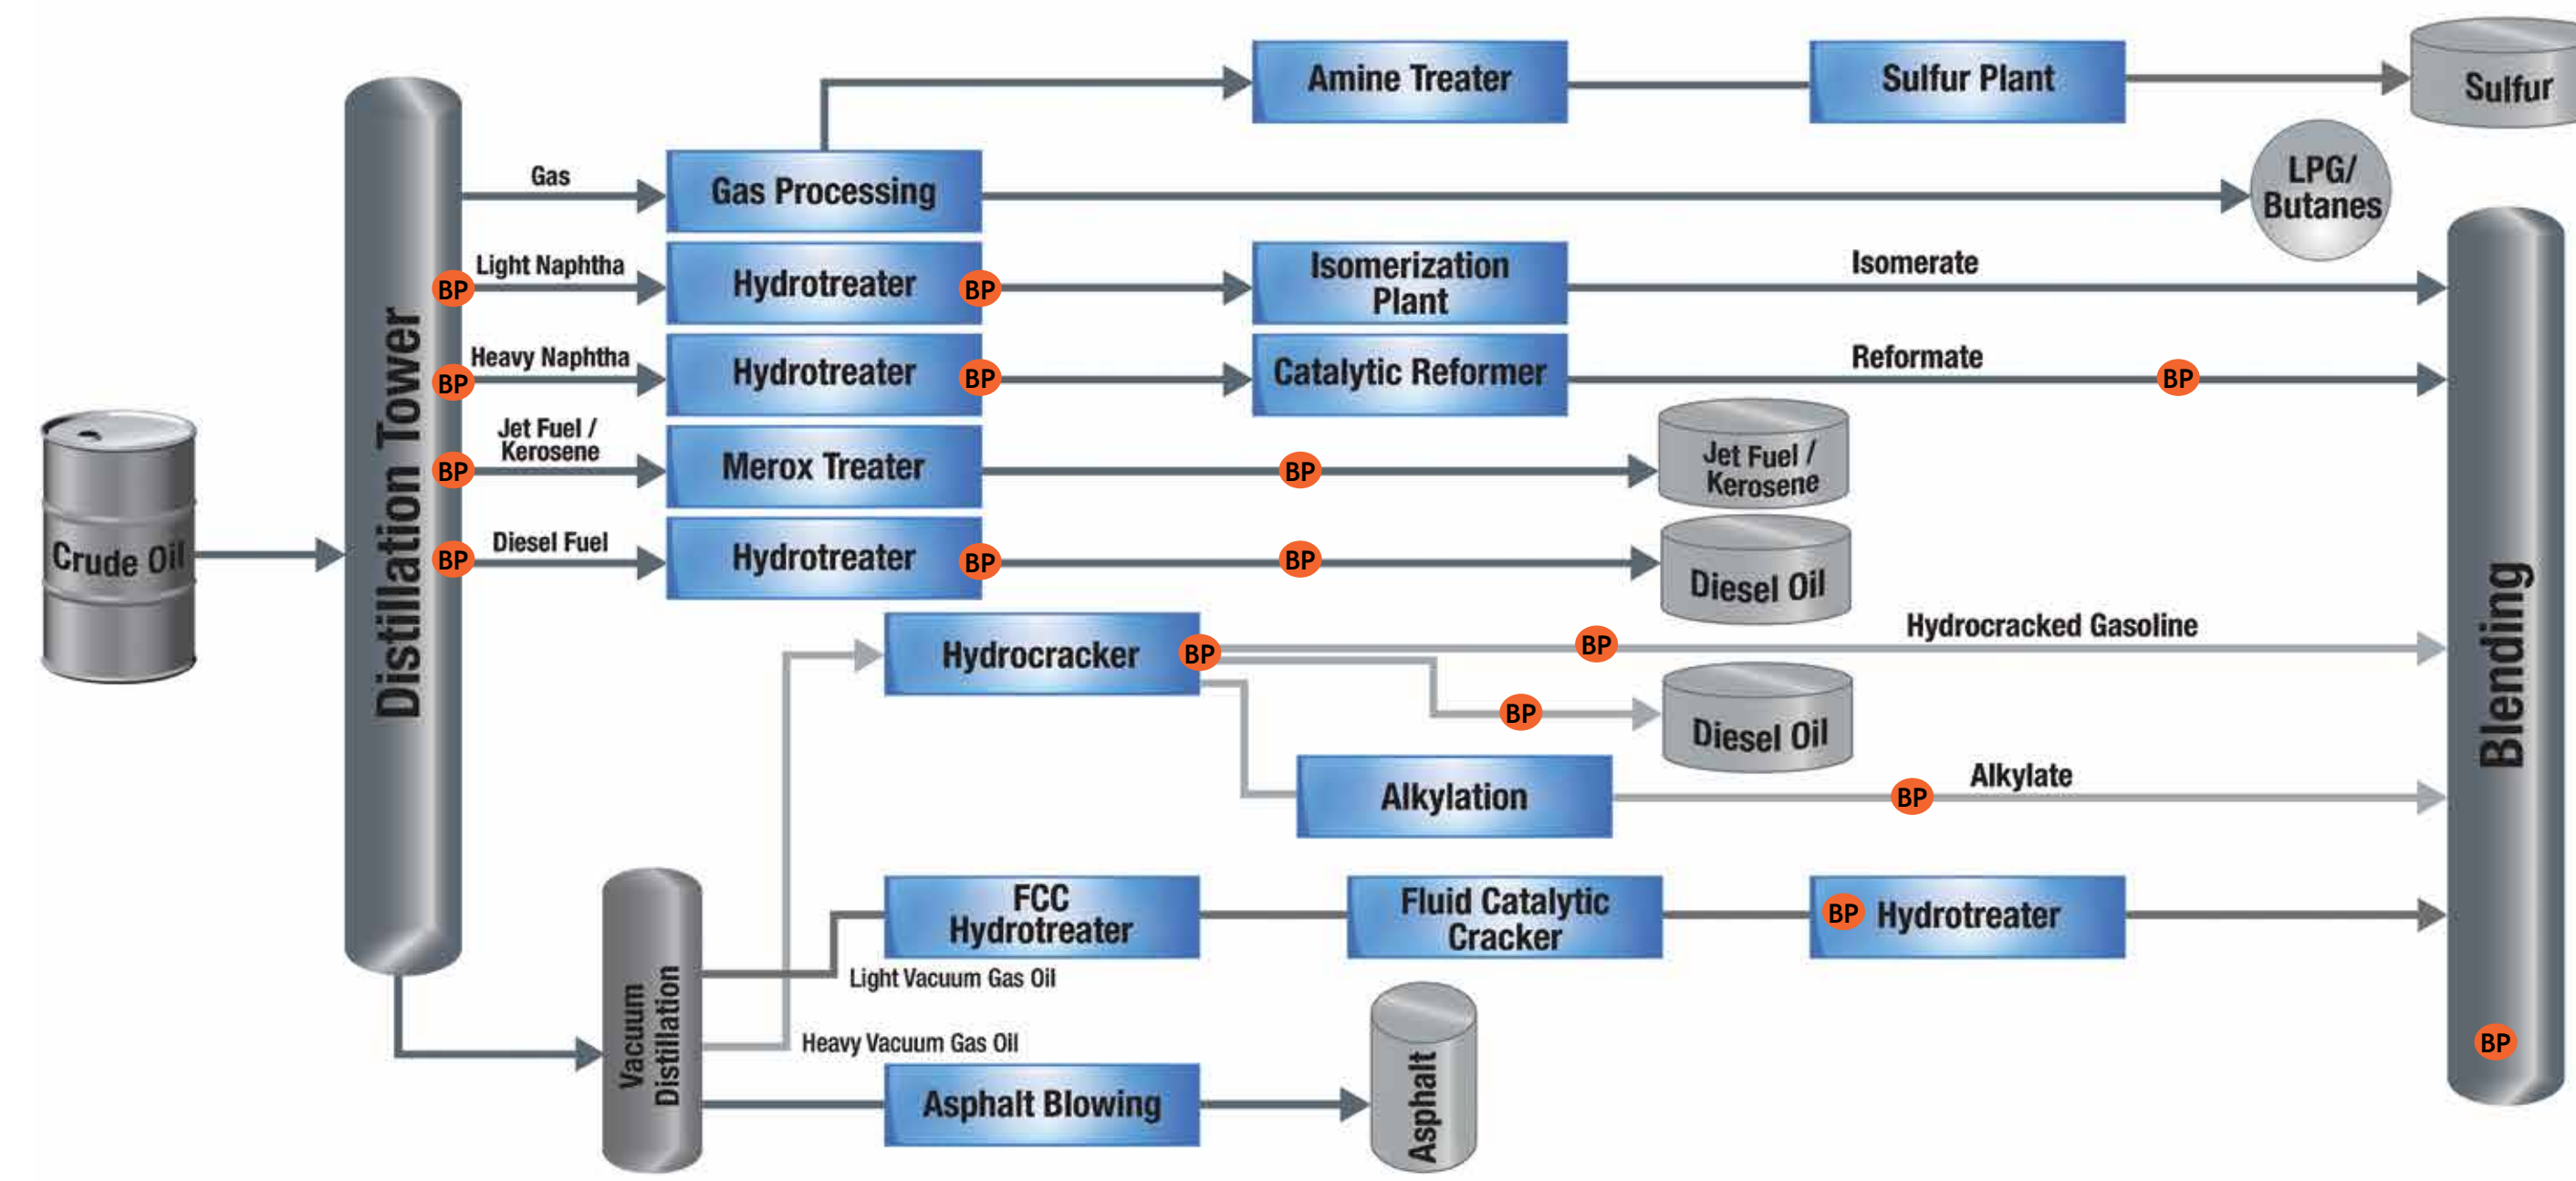 Amine Treater
Sulfur Plant
Sulfur
Gas
Gas Processing
LPG/
Butanes
Light Naphtha
BP
Hydrotreater
BP
Isomerization
Plant
Isomerate
Heavy Naphtha
BP
Hydrotreater
BP
Catalytic Reformer
Reformate
BP
Jet Fuel /
Kerosene
BP
Merox Treater
BP
Jet Fuel /
Kerosene
Crude Oil
Distillation Tower
Diesel Fuel
BP
Hydrotreater
BP
BP
Diesel Oil
Hydrocracker
BP
BP
Hydrocracked Gasoline
BP
Diesel Oil
Blending
Alkylation
BP
Alkylate
FCC
Hydrotreater
Fluid Catalytic
Cracker
BP
Hydrotreater
Light Vacuum Gas Oil
Vacuum
Distillation
Heavy Vacuum Gas Oil
BP
Asphalt Blowing
Asphalt